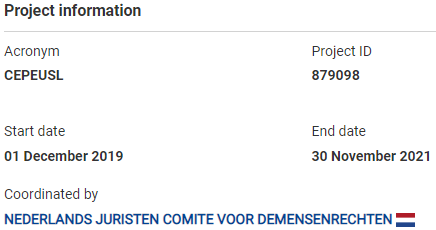 Project information
Acronym Project ID
CEPEUSL 879098
Start date End date
01 December 2019 30 November 2021
Coordinated by
NEDERLANDS JURISTEN COMITE VOOR DEMENSENRECHTEN